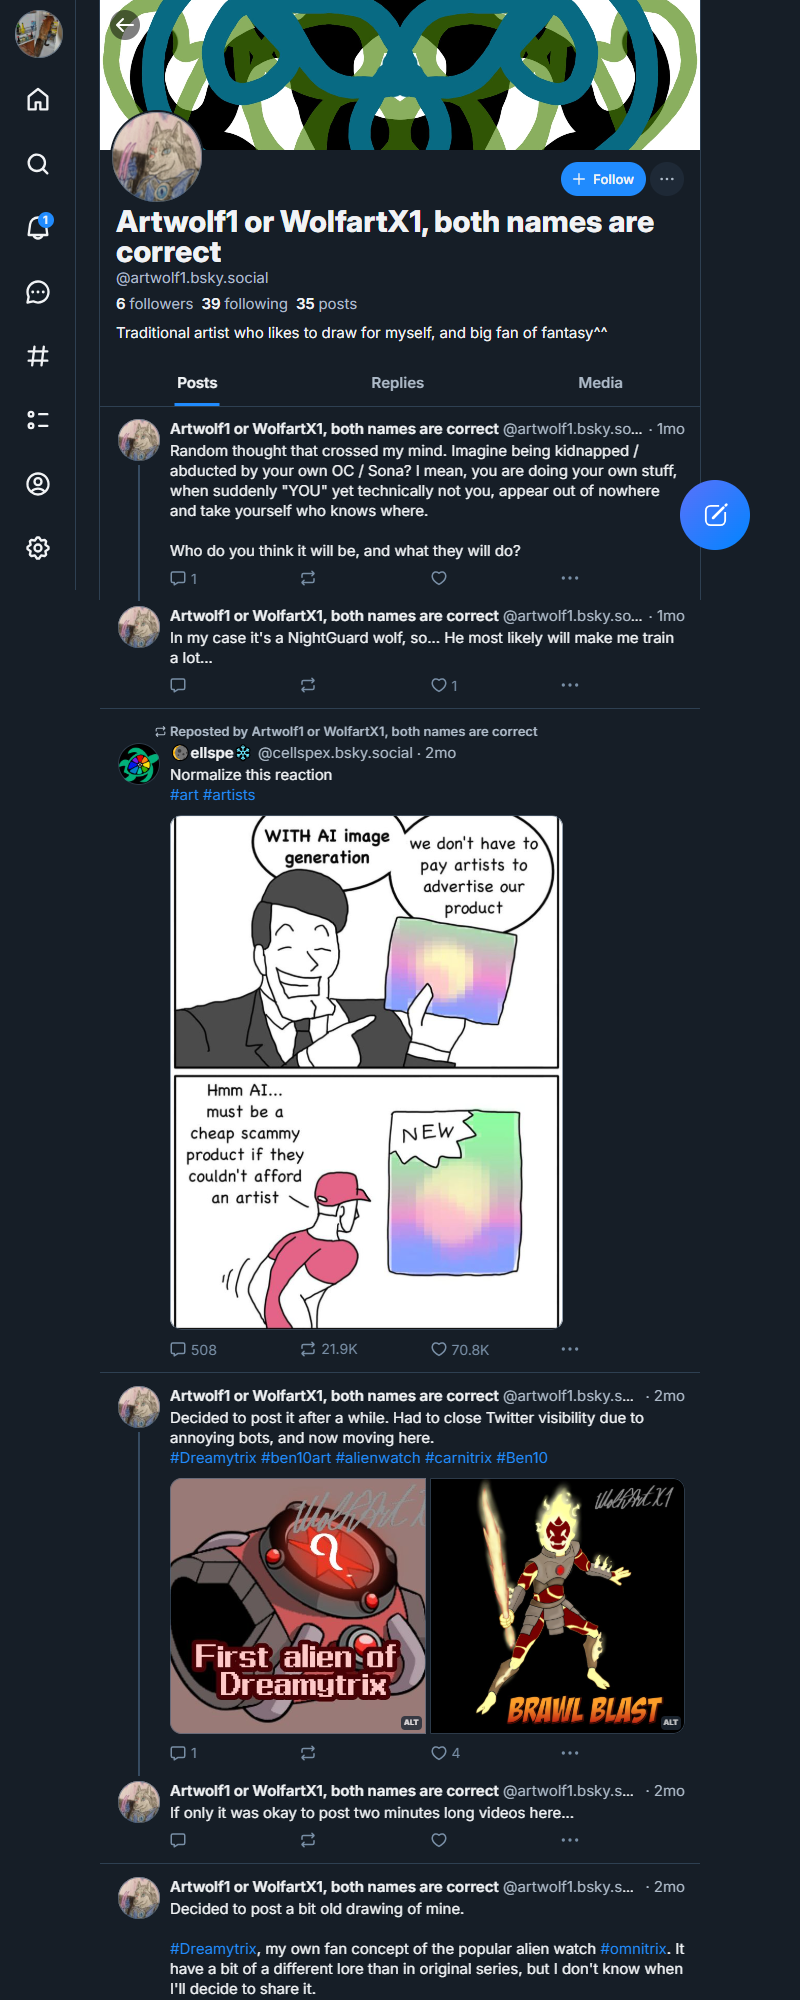 1
+ Follow
Artwolf1 or WolfartX1, both names are
correct
@artwolf1.bsky.social
6 followers 39 following 35 posts
Traditional artist who likes to draw for myself, and big fan of fantasy^^
Posts Replies Media
Artwolf1 or WolfartX1, both names are correct @artwolf1.bsky.so... · 1mo
Random thought that crossed my mind. Imagine being kidnapped /
abducted by your own OC / Sona? I mean, you are doing your own stuff,
when suddenly "YOU" yet technically not you, appear out of nowhere
and take yourself who knows where.
Who do you think it will be, and what they will do?
1
Artwolf1 or WolfartX1, both names are correct @artwolf1.bsky.so... · 1mo
In my case it's a NightGuard wolf, so... He most likely will make me train
a lot...
1
Reposted by Artwolf1 or WolfartX1, both names are correct
ellspe @cellspex.bsky.social · 2mo
Normalize this reaction
#art #artists
WITH AI image
generation
we don't have to
pay artists to
advertise our
product
Hmm AI...
must be a
cheap scammy
product if they
couldn't afford
an artist
NEW
508 21.9K 70.8K
Artwolf1 or WolfartX1, both names are correct @artwolf1.bsky.s... · 2mo
Decided to post it after a while. Had to close Twitter visibility due to
annoying bots, and now moving here.
#Dreamytrix #ben10art #alienwatch #carnitrix #Ben10
WolfArt X
First alien of
Dreamytrix
ALT
WolfArt X1
BRAWL BLAST
ALT
1 4
Artwolf1 or WolfartX1, both names are correct @artwolf1.bsky.s... · 2mo
If only it was okay to post two minutes long videos here...
Artwolf1 or WolfartX1, both names are correct @artwolf1.bsky.s... · 2mo
Decided to post a bit old drawing of mine.
#Dreamytrix, my own fan concept of the popular alien watch #omnitrix. It
have a bit of a different lore than in original series, but I don't know when
I'll decide to share it.